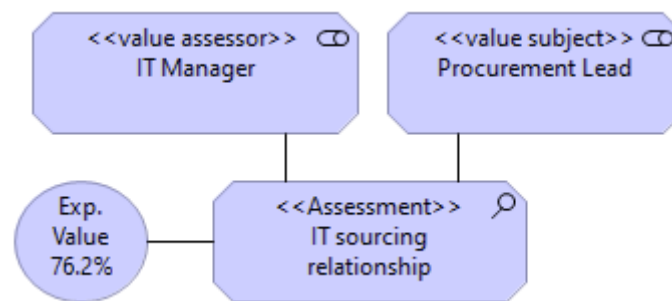 <<value assessor>>
IT Manager
<<value subject>>
Procurement Lead
Exp.
Value
76.2%
<<Assessment>>
IT sourcing
relationship